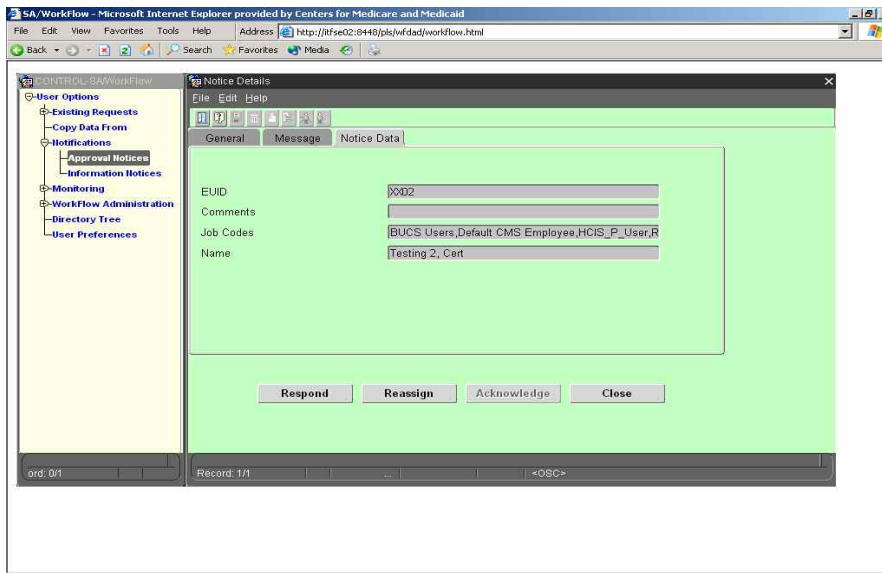 SA/WorkFlow - Microsoft Internet Explorer provided by Centers for Medicare and Medicaid
File Edit View Favorites Tools Help Address http://itfse02:8448/pls/wfdad/workflow.html
Back Search Favorites Media
CONTROL-SA/WorkFlow
User Options
Existing Requests
Copy Data From
Notifications
Approval Notices
Information Notices
Monitoring
WorkFlow Administration
Directory Tree
User Preferences
ord: 0/1
Notice Details
File Edit Help
General Message Notice Data
EUID XX02
Comments
Job Codes BUCS Users,Default CMS Employee,HCIS_P_User,R
Name Testing 2, Cert
Respond Reassign Acknowledge Close
Record: 1/1 ... <OSC>